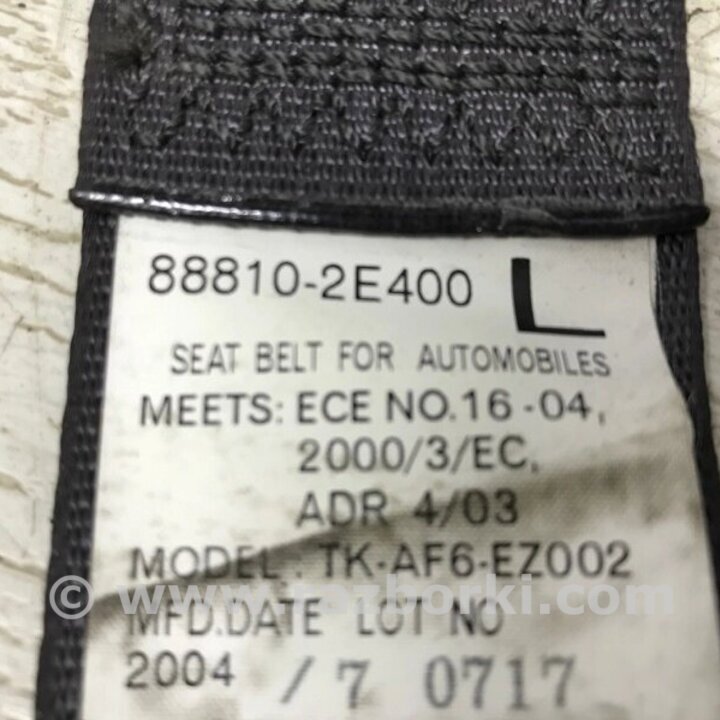 88810-2E400 L
SEAT BELT FOR AUTOMOBILES
MEETS: ECE NO.16-04,
2000/3/EC,
ADR 4/03
MODEL: TK-AF6-EZ002
© www.razborki.com
MFD.DATE LOT NO
2004 /7 0717